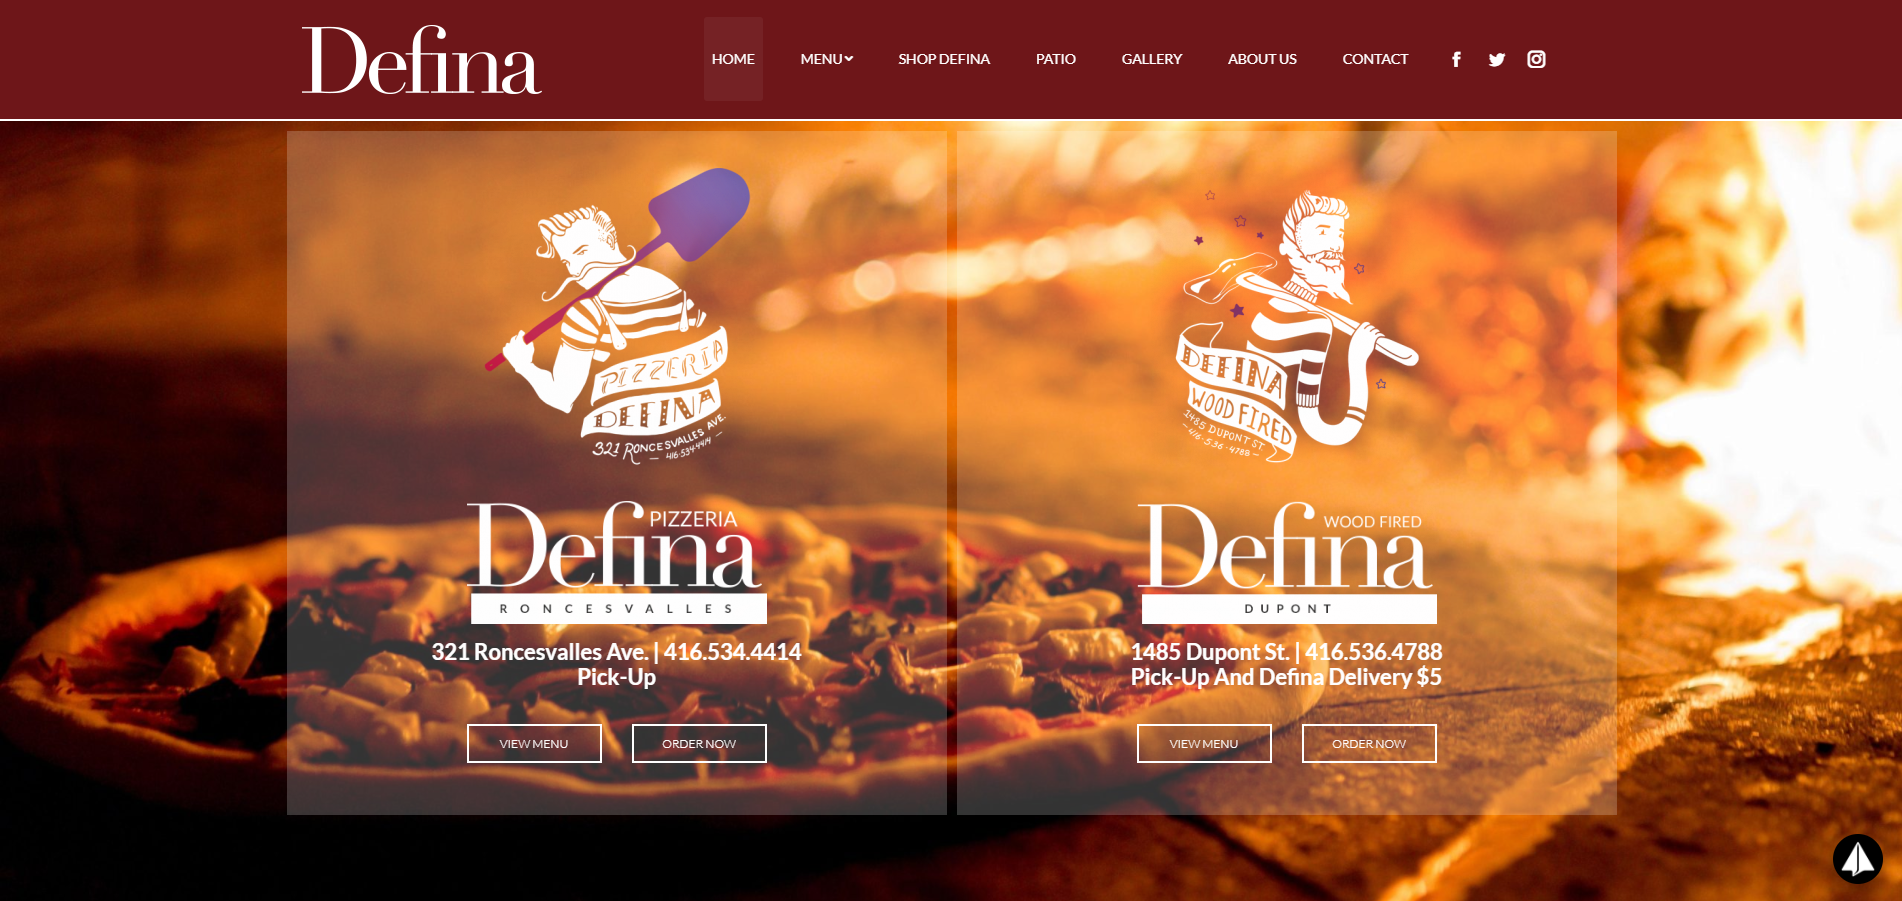 Defina
HOME
MENU
SHOP DEFINA
PATIO
GALLERY
ABOUT US
CONTACT
PIZZERIA
DEFINA
321 RONCESVALLES AVE.
416-534-4414
Defina PIZZERIA
RONCESVALLES
321 Roncesvalles Ave. | 416.534.4414
Pick-Up
VIEW MENU
ORDER NOW
DEFINA
WOOD FIRED
1485 DUPONT ST.
-416-536-4788-
Defina WOOD FIRED
DUPONT
1485 Dupont St. | 416.536.4788
Pick-Up And Defina Delivery $5
VIEW MENU
ORDER NOW